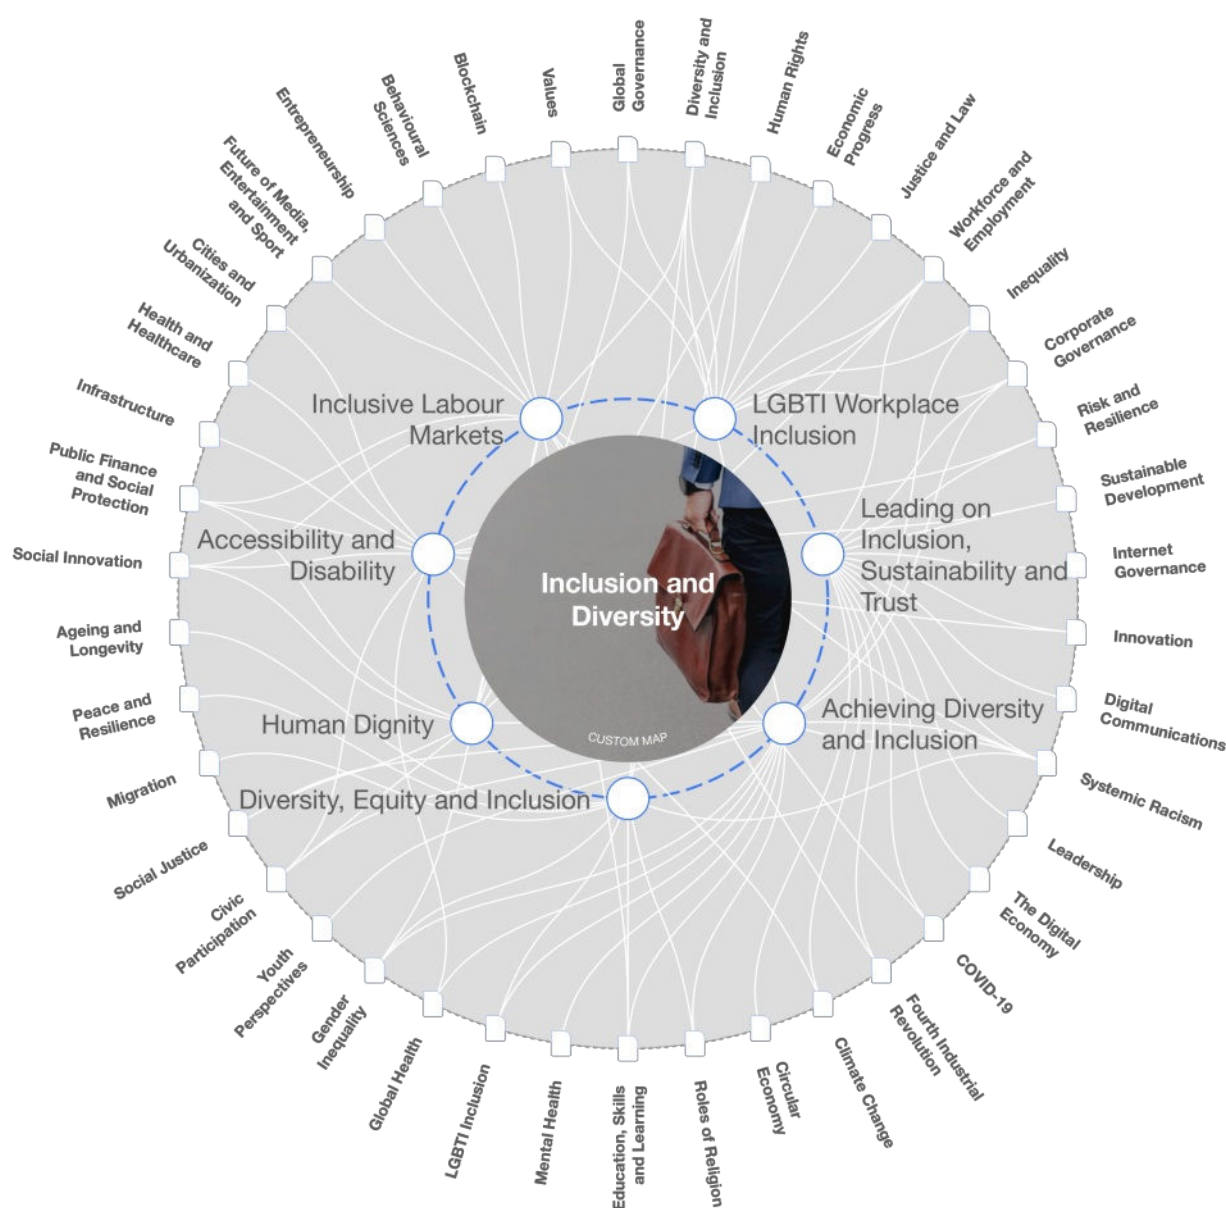 Global
Governance
Diversity and
Inclusion
Human Rights
Economic
Progress
Justice and Law
Workforce and
Employment
Inequality
Corporate
Governance
Risk and
Resilience
Sustainable
Development
Internet
Governance
Innovation
Digital
Communications
Systemic Racism
Leadership
The Digital
Economy
COVID-19
Fourth Industrial
Revolution
Climate Change
Circular
Economy
Roles of Religion
Education, Skills
and Learning
Mental Health
LGBTI Inclusion
Global Health
Gender
Inequality
Youth
Perspectives
Civic
Participation
Social Justice
Migration
Peace and
Resilience
Ageing and
Longevity
Social Innovation
Public Finance
and Social
Protection
Infrastructure
Health and
Healthcare
Cities and
Urbanization
Future of Media,
Entertainment
and Sport
Entrepreneurship
Behavioural
Sciences
Blockchain
Values
Inclusive Labour
Markets
LGBTI Workplace
Inclusion
Leading on
Inclusion,
Sustainability and
Trust
Achieving Diversity
and Inclusion
Diversity, Equity and Inclusion
Human Dignity
Accessibility and
Disability
Inclusion and
Diversity
CUSTOM MAP